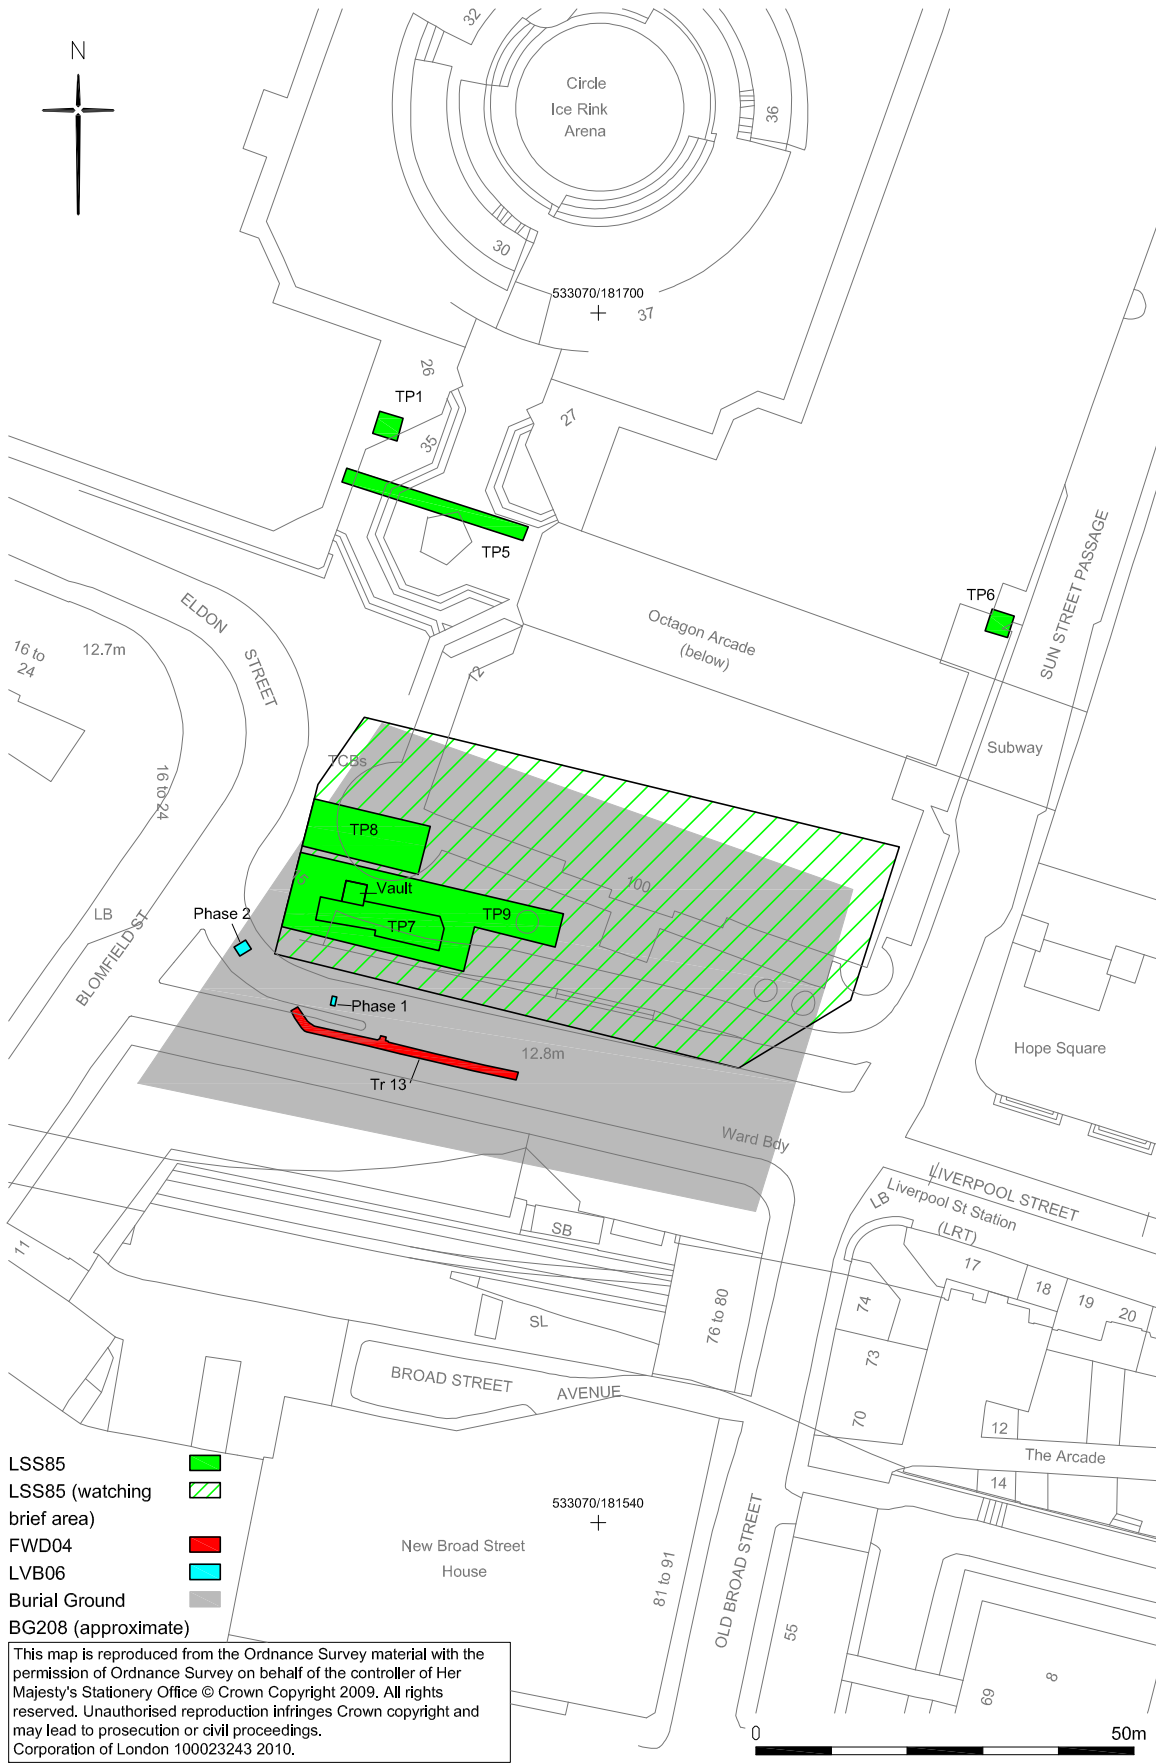 N
32
Circle
Ice Rink
Arena
36
30
533070/181700
37
26
TP1
27
35
TP5
SUN STREET PASSAGE
TP6
ELDON
STREET
Octagon Arcade
(below)
16 to
24
12.7m
12
Subway
TCBs
16 to 24
TP8
100
Vault
LB
TP9
Phase 2
TP7
BLOMFIELD ST
Phase 1
12.8m
Hope Square
Tr 13
Ward Bdy
LIVERPOOL STREET
Liverpool St Station
(LRT)
LB
SB
11
17
18
19
20
74
76 to 80
SL
73
BROAD STREET
AVENUE
70
12
The Arcade
14
LSS85
LSS85 (watching
brief area)
FWD04
LVB06
Burial Ground
BG208 (approximate)
533070/181540
New Broad Street
House
81 to 91
OLD BROAD STREET
55
69
8
This map is reproduced from the Ordnance Survey material with the
permission of Ordnance Survey on behalf of the controller of Her
Majesty's Stationery Office © Crown Copyright 2009. All rights
reserved. Unauthorised reproduction infringes Crown copyright and
may lead to prosecution or civil proceedings.
Corporation of London 100023243 2010.
0
50m